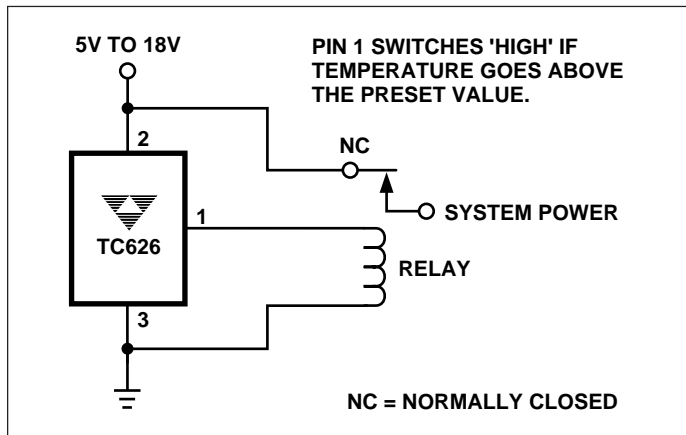 5V TO 18V
PIN 1 SWITCHES 'HIGH' IF
TEMPERATURE GOES ABOVE
THE PRESET VALUE.
2
NC
1
SYSTEM POWER
TC626
RELAY
3
NC = NORMALLY CLOSED